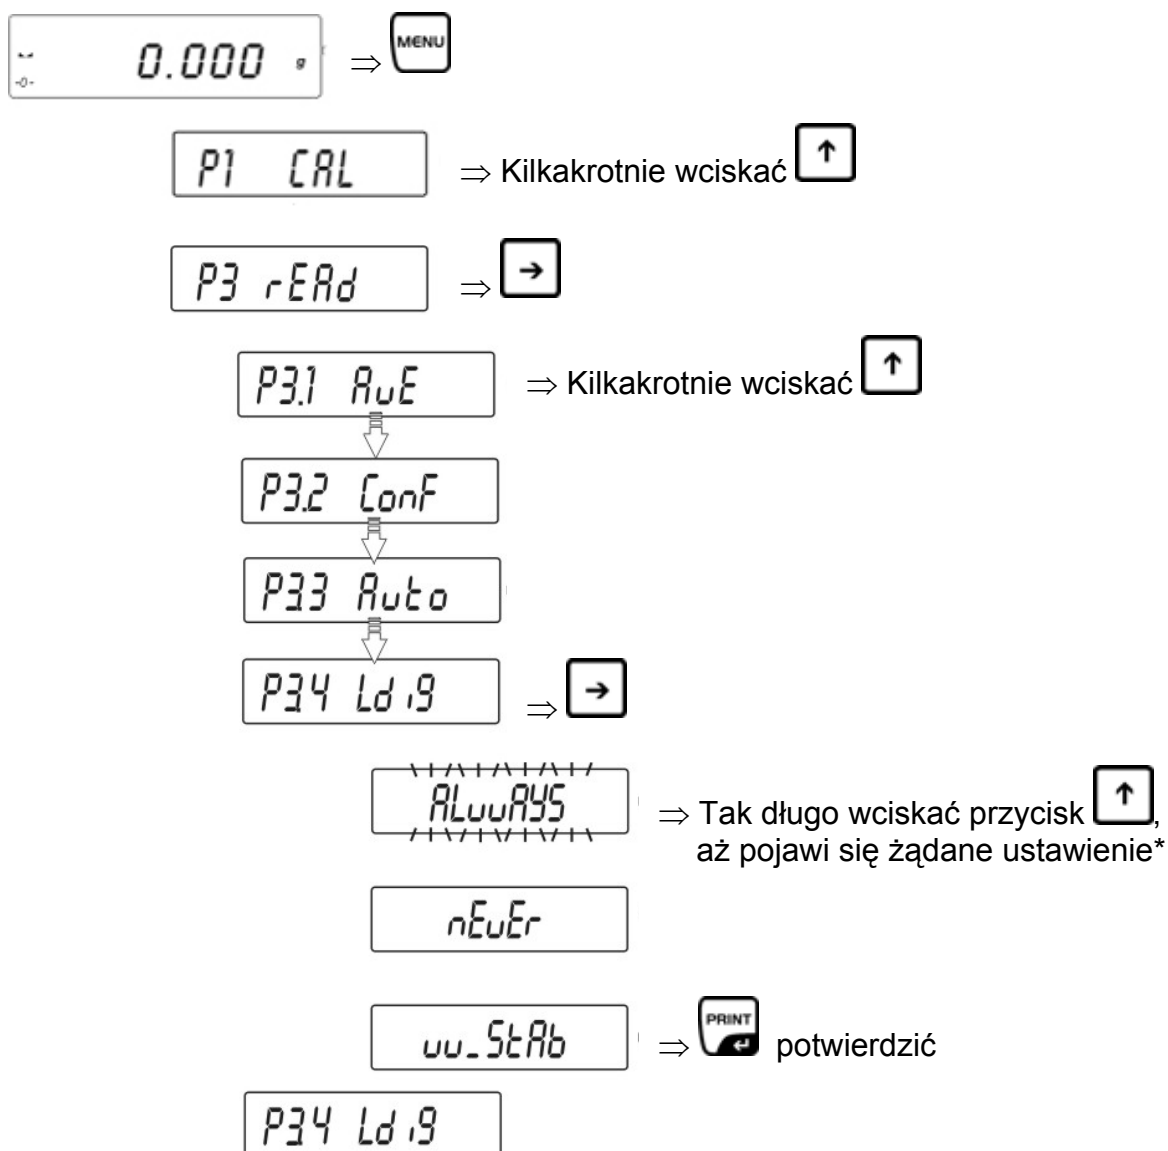 0.000 g ⇒ MENU
-0-
P1 CAL ⇒ Kilkakrotnie wciskać ↑
P3 rEAd ⇒ →
P3.1 AvE ⇒ Kilkakrotnie wciskać ↑
P3.2 ConF
P3.3 Auto
P3.4 Ldig ⇒ →
ALwAYS ⇒ Tak długo wciskać przycisk ↑,
aż pojawi się żądane ustawienie*
nEvEr
w_StAb ⇒ PRINT potwierdzić
P3.4 Ldig